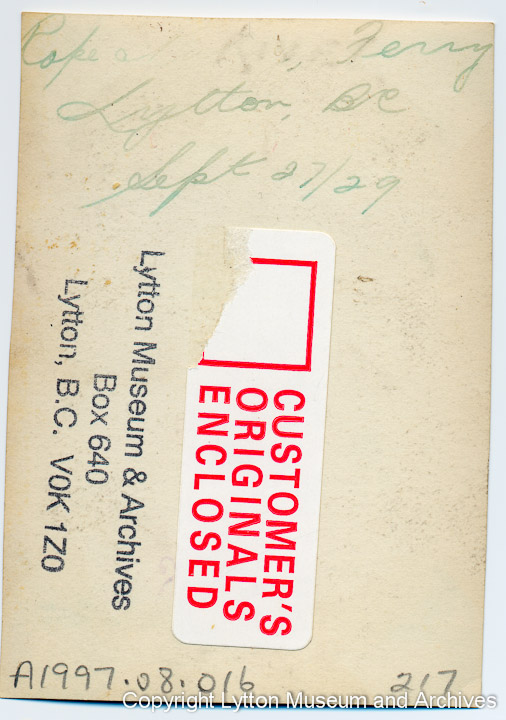 Rope Ferry
Lytton, BC
Sept 27/29
Lytton Museum & Archives
Box 640
Lytton, B.C. V0K 1Z0
CUSTOMER'S
ORIGINALS
ENCLOSED
A1997.08.016 217
Copyright Lytton Museum and Archives